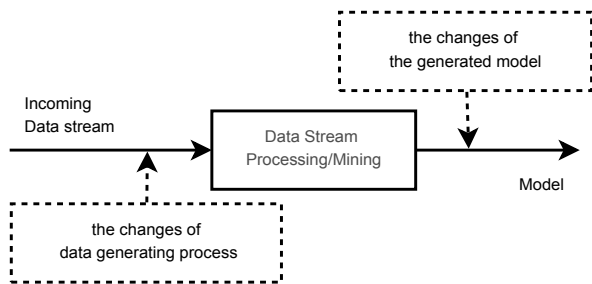 the changes of
the generated model
Incoming
Data stream
Data Stream
Processing/Mining
Model
the changes of
data generating process